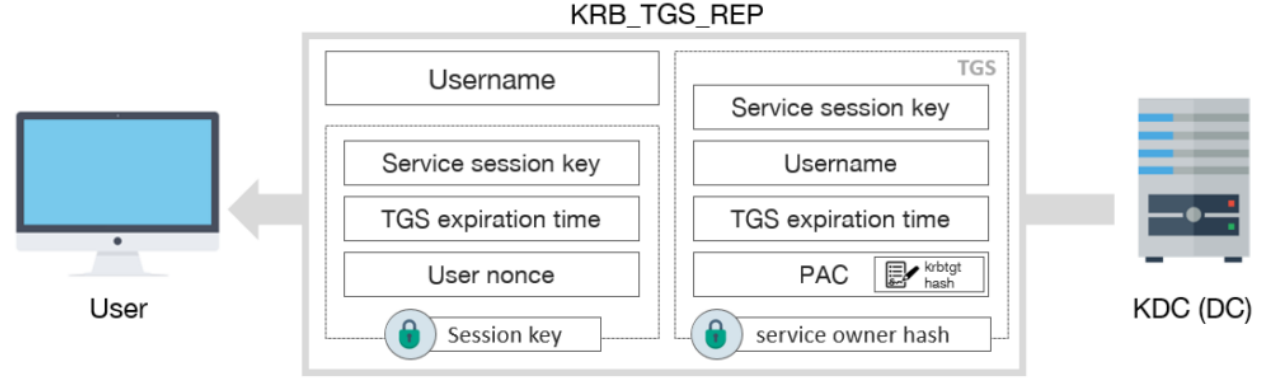 KRB_TGS_REP
Username
Service session key
TGS expiration time
User nonce
Session key
TGS
Service session key
Username
TGS expiration time
PAC
krbtgt
hash
service owner hash
User
KDC (DC)